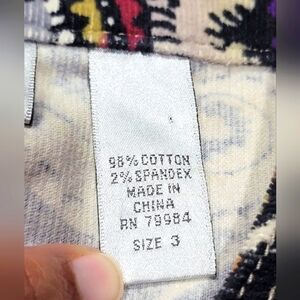 98% COTTON
2% SPANDEX
MADE IN
CHINA
RN 79984
SIZE 3